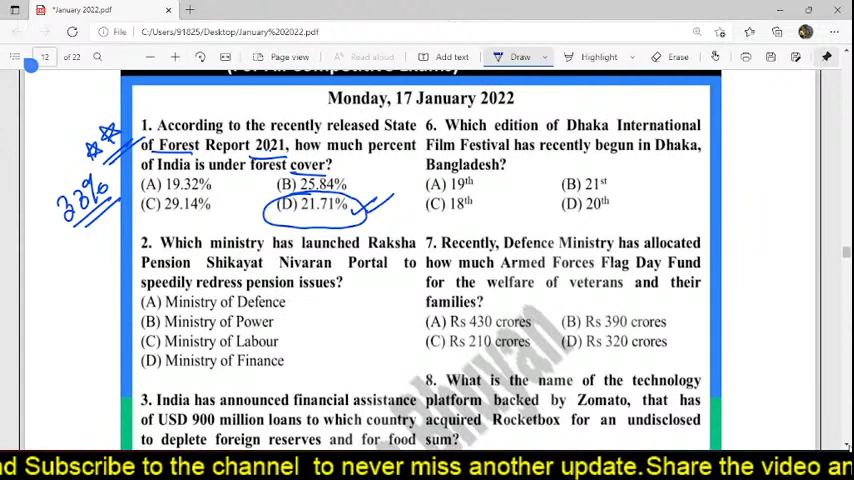 *January 2022.pdf
File | C:/Users/91825/Desktop/January%202022.pdf
12 of 22
Page view
Read aloud
Add text
Draw
Highlight
Erase
Monday, 17 January 2022
1. According to the recently released State
of Forest Report 2021, how much percent
of India is under forest cover?
(A) 19.32% (B) 25.84%
(C) 29.14% (D) 21.71%
33%
2. Which ministry has launched Raksha
Pension Shikayat Nivaran Portal to
speedily redress pension issues?
(A) Ministry of Defence
(B) Ministry of Power
(C) Ministry of Labour
(D) Ministry of Finance
3. India has announced financial assistance
of USD 900 million loans to which country
to deplete foreign reserves and for food
6. Which edition of Dhaka International
Film Festival has recently begun in Dhaka,
Bangladesh?
(A) 19th (B) 21st
(C) 18th (D) 20th
7. Recently, Defence Ministry has allocated
how much Armed Forces Flag Day Fund
for the welfare of veterans and their
families?
(A) Rs 430 crores (B) Rs 390 crores
(C) Rs 210 crores (D) Rs 320 crores
8. What is the name of the technology
platform backed by Zomato, that has
acquired Rocketbox for an undisclosed
sum?
nd Subscribe to the channel to never miss another update.Share the video an